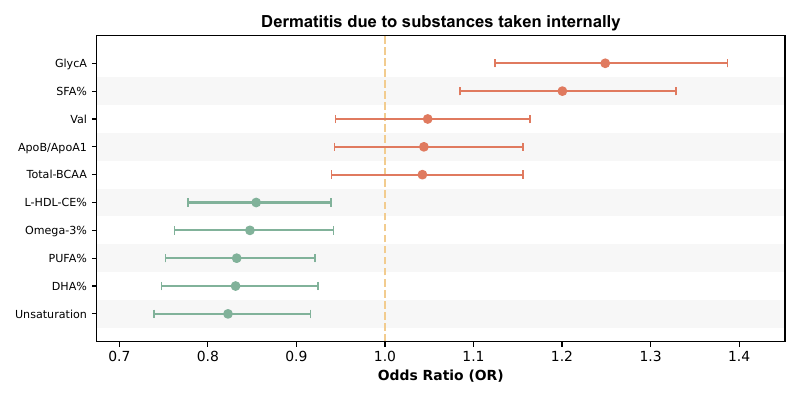 Dermatitis due to substances taken internally
GlycA
SFA%
Val
ApoB/ApoA1
Total-BCAA
L-HDL-CE%
Omega-3%
PUFA%
DHA%
Unsaturation
0.7 0.8 0.9 1.0 1.1 1.2 1.3 1.4
Odds Ratio (OR)